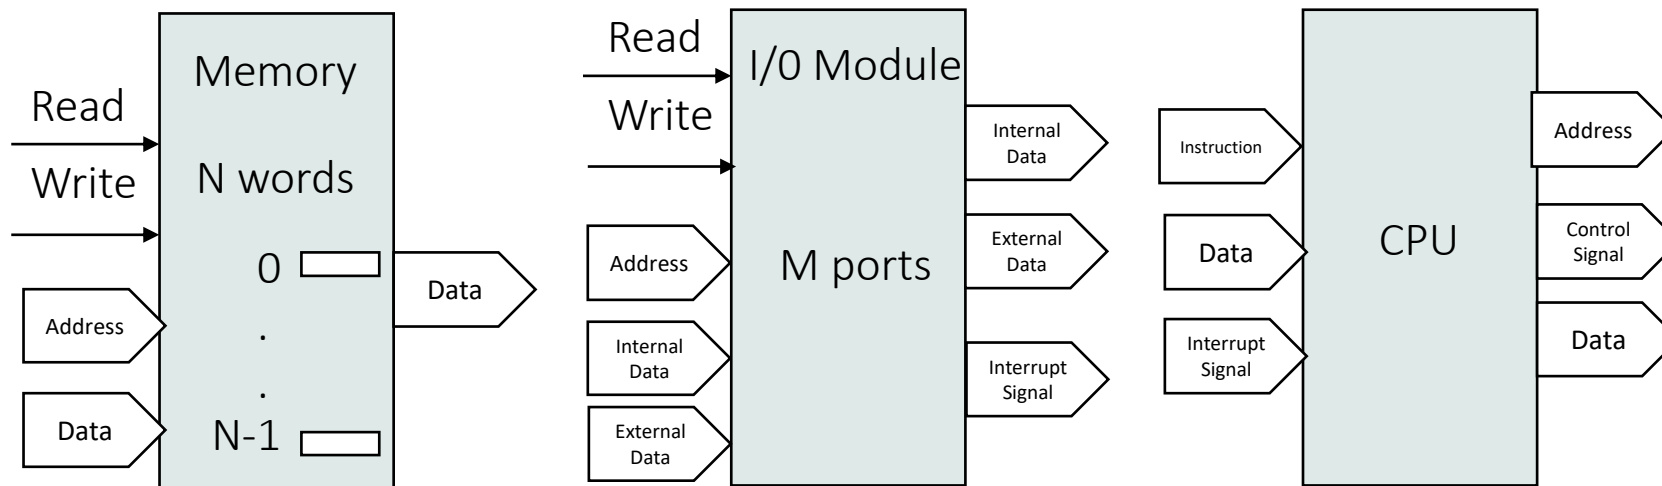 Memory
Read
Write
N words
0
.
.
N-1
Address
Data
Data
Read
Write
I/0 Module
M ports
Address
Internal
Data
External
Data
Internal
Data
External
Data
Interrupt
Signal
CPU
Instruction
Data
Interrupt
Signal
Address
Control
Signal
Data